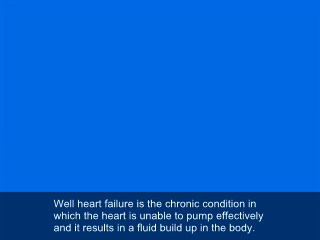 Well heart failure is the chronic condition in
which the heart is unable to pump effectively
and it results in a fluid build up in the body.